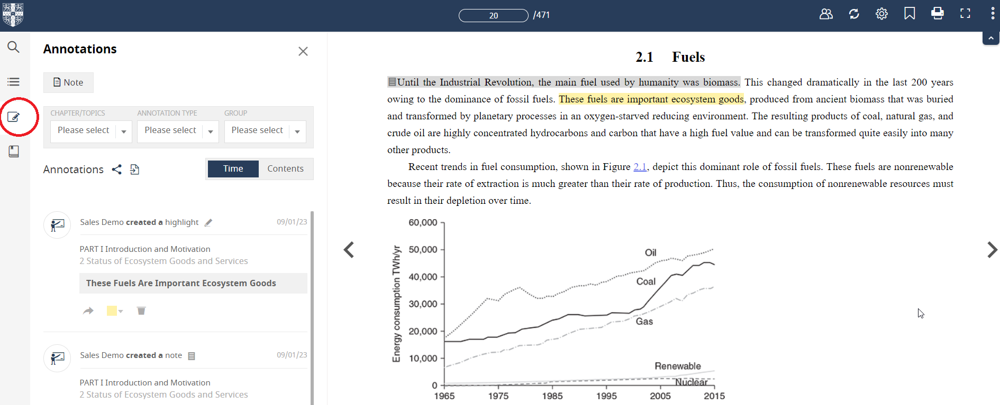 20 /471
Annotations
Note
CHAPTER/TOPICS ANNOTATION TYPE GROUP
Please select Please select Please select
Annotations Time Contents
Sales Demo created a highlight 09/01/23
PART I Introduction and Motivation
2 Status of Ecosystem Goods and Services
These Fuels Are Important Ecosystem Goods
Sales Demo created a note 09/01/23
PART I Introduction and Motivation
2 Status of Ecosystem Goods and Services
2.1 Fuels
Until the Industrial Revolution, the main fuel used by humanity was biomass. This changed dramatically in the last 200 years
owing to the dominance of fossil fuels. These fuels are important ecosystem goods, produced from ancient biomass that was buried
and transformed by planetary processes in an oxygen-starved reducing environment. The resulting products of coal, natural gas, and
crude oil are highly concentrated hydrocarbons and carbon that have a high fuel value and can be transformed quite easily into many
other products.
Recent trends in fuel consumption, shown in Figure 2.1, depict this dominant role of fossil fuels. These fuels are nonrenewable
because their rate of extraction is much greater than their rate of production. Thus, the consumption of nonrenewable resources must
result in their depletion over time.
Energy consumption TWh/yr
60,000
50,000
40,000
30,000
20,000
10,000
0
Oil
Coal
Gas
Renewable
Nuclear
1965 1975 1985 1995 2005 2015